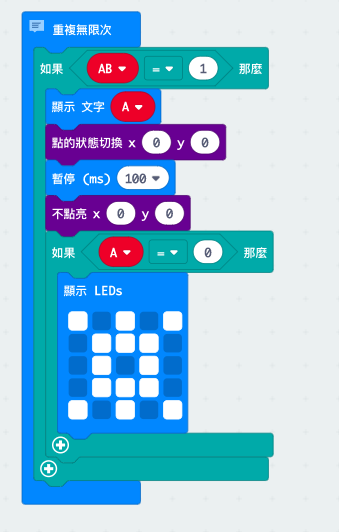 重複無限次
如果 AB = 1 那麼
顯示 文字 A
點的狀態切換 x 0 y 0
暫停 (ms) 100
不點亮 x 0 y 0
如果 A = 0 那麼
顯示 LEDs